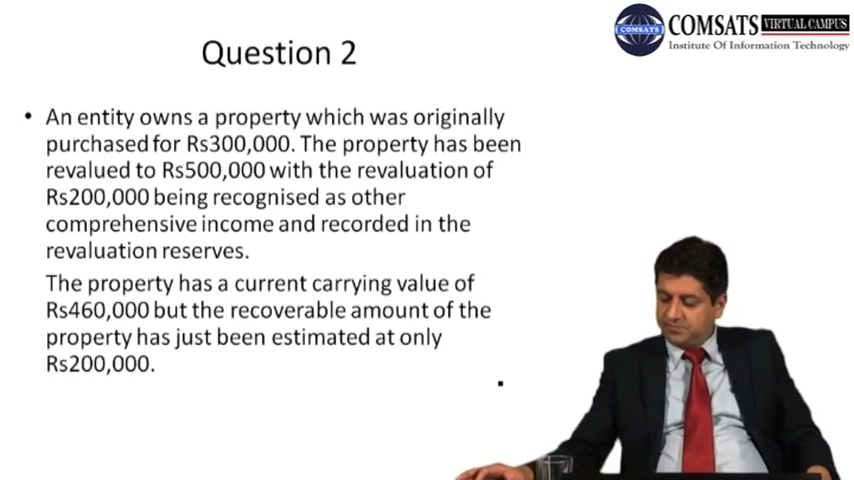 COMSATS VIRTUAL CAMPUS
COMSATS
Institute Of Information Technology
Question 2
• An entity owns a property which was originally
purchased for Rs300,000. The property has been
revalued to Rs500,000 with the revaluation of
Rs200,000 being recognised as other
comprehensive income and recorded in the
revaluation reserves.
The property has a current carrying value of
Rs460,000 but the recoverable amount of the
property has just been estimated at only
Rs200,000.